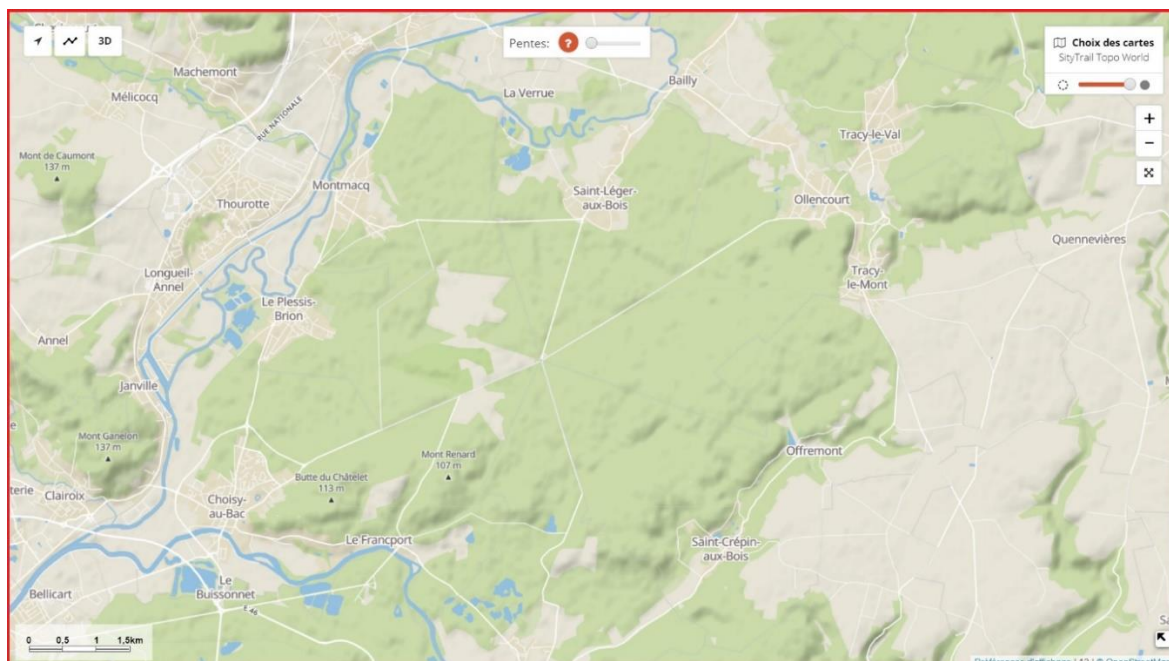 3D
Pentes: ?
Choix des cartes
SityTrail Topo World
+
−
Machemont
Mélicocq
RUE NATIONALE
La Verrue
Bailly
Tracy-le-Val
Mont de Caumont
137 m
Montmacq
Thourotte
Saint-Léger-
aux-Bois
Ollencourt
Quennevières
Longueil-
Annel
Tracy-
le-Mont
Le Plessis-
Brion
Annel
Janville
Mont Ganelon
137 m
Mont Renard
107 m
Offremont
Butte du Châtelet
113 m
Clairoix
Choisy-
au-Bac
Le Francport
Saint-Crépin-
aux-Bois
Le
Buissonnet
Bellicart
E 46
0 0,5 1 1,5km